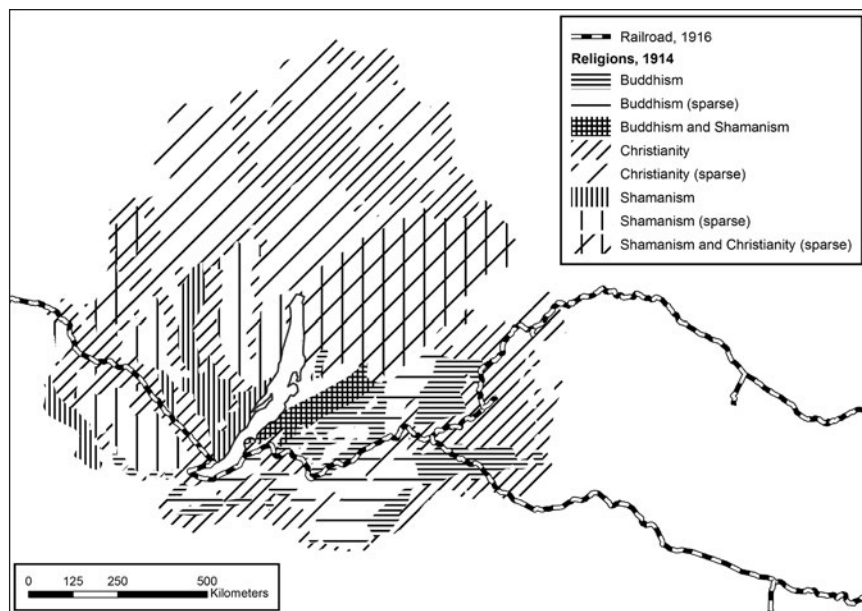 Railroad, 1916
Religions, 1914
Buddhism
Buddhism (sparse)
Buddhism and Shamanism
Christianity
Christianity (sparse)
Shamanism
Shamanism (sparse)
Shamanism and Christianity (sparse)
0 125 250 500
Kilometers